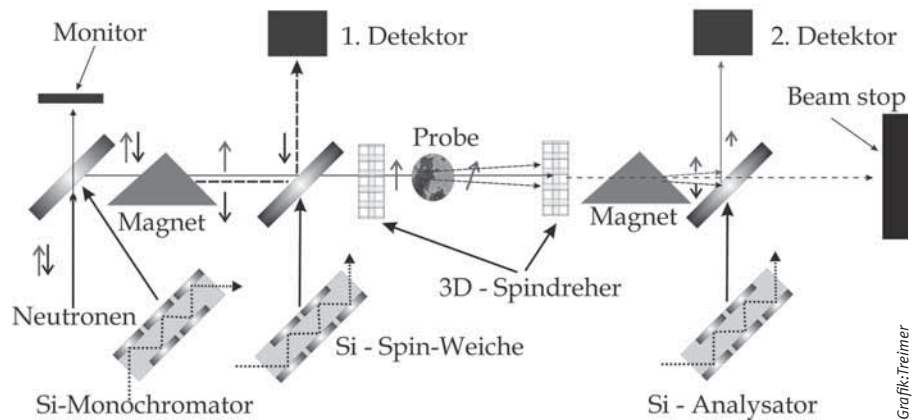 Monitor
1. Detektor
2. Detektor
Beam stop
Probe
Magnet
Magnet
3D - Spindreher
Neutronen
Si - Spin-Weiche
Si-Monochromator
Si - Analysator
Grafik:Treimer